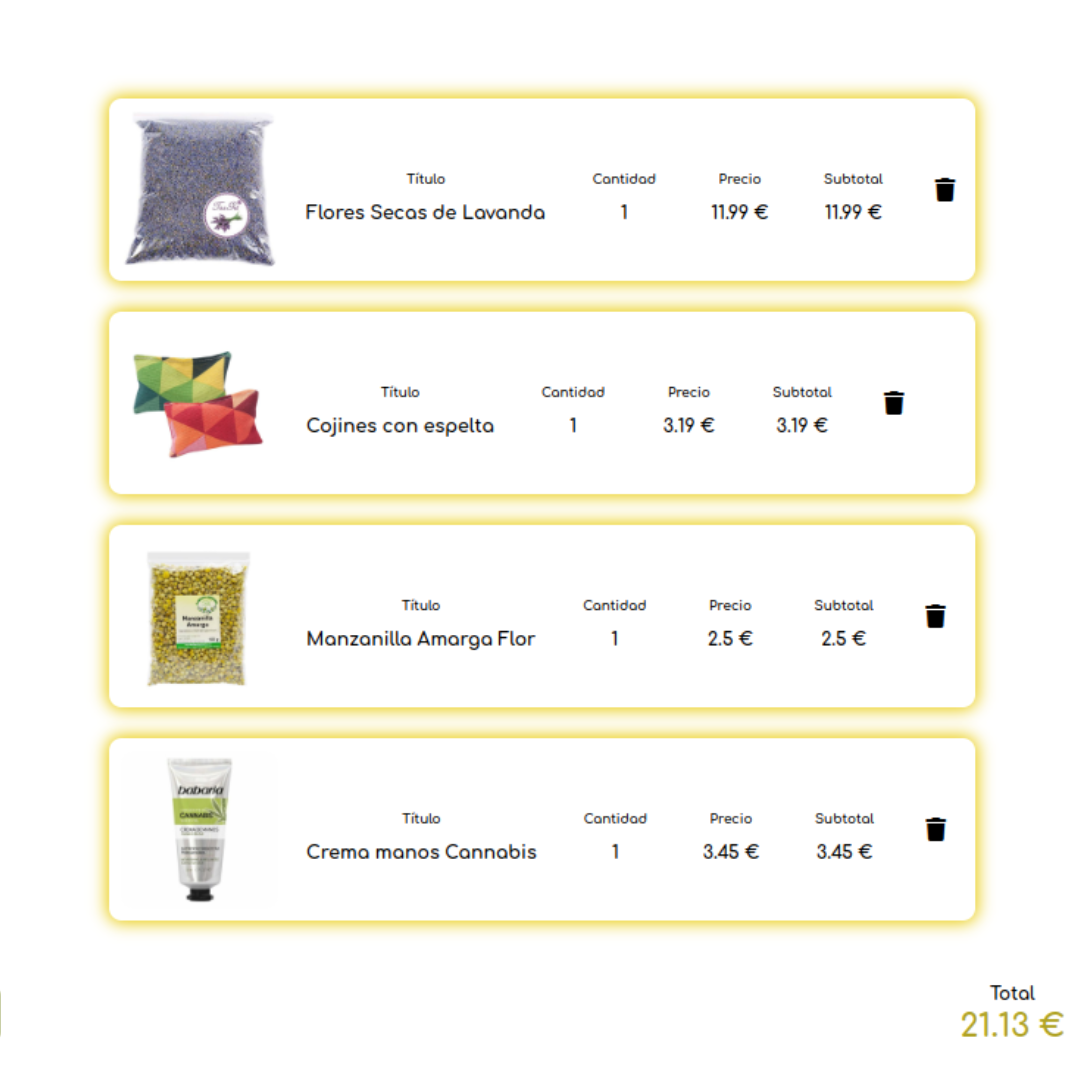 Título Cantidad Precio Subtotal
Flores Secas de Lavanda 1 11.99 € 11.99 €
Título Cantidad Precio Subtotal
Cojines con espelta 1 3.19 € 3.19 €
Título Cantidad Precio Subtotal
Manzanilla Amarga Flor 1 2.5 € 2.5 €
Manzanilla
Amarga
Título Cantidad Precio Subtotal
Crema manos Cannabis 1 3.45 € 3.45 €
babaria
CANNABIS
Total
21.13 €